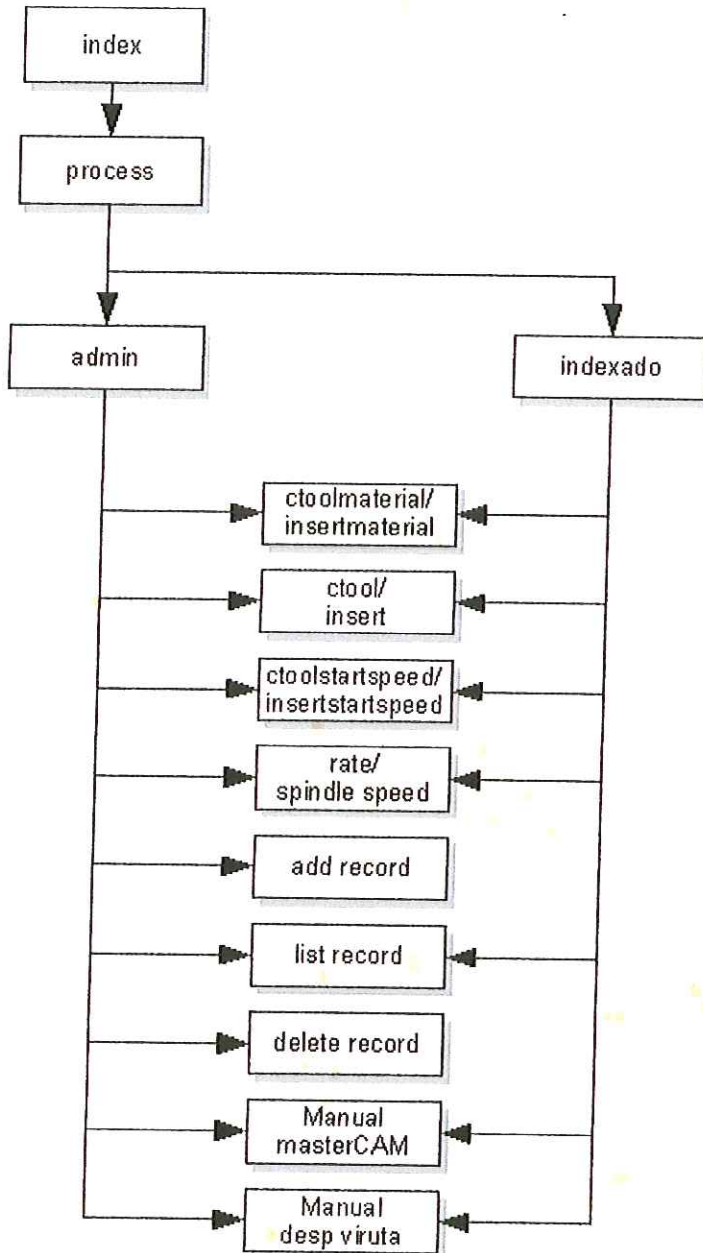 index
process
admin
indexado
ctoolmaterial/
insertmaterial
ctool/
insert
ctoolstartspeed/
insertstartspeed
rate/
spindle speed
add record
list record
delete record
Manual
masterCAM
Manual
desp viruta